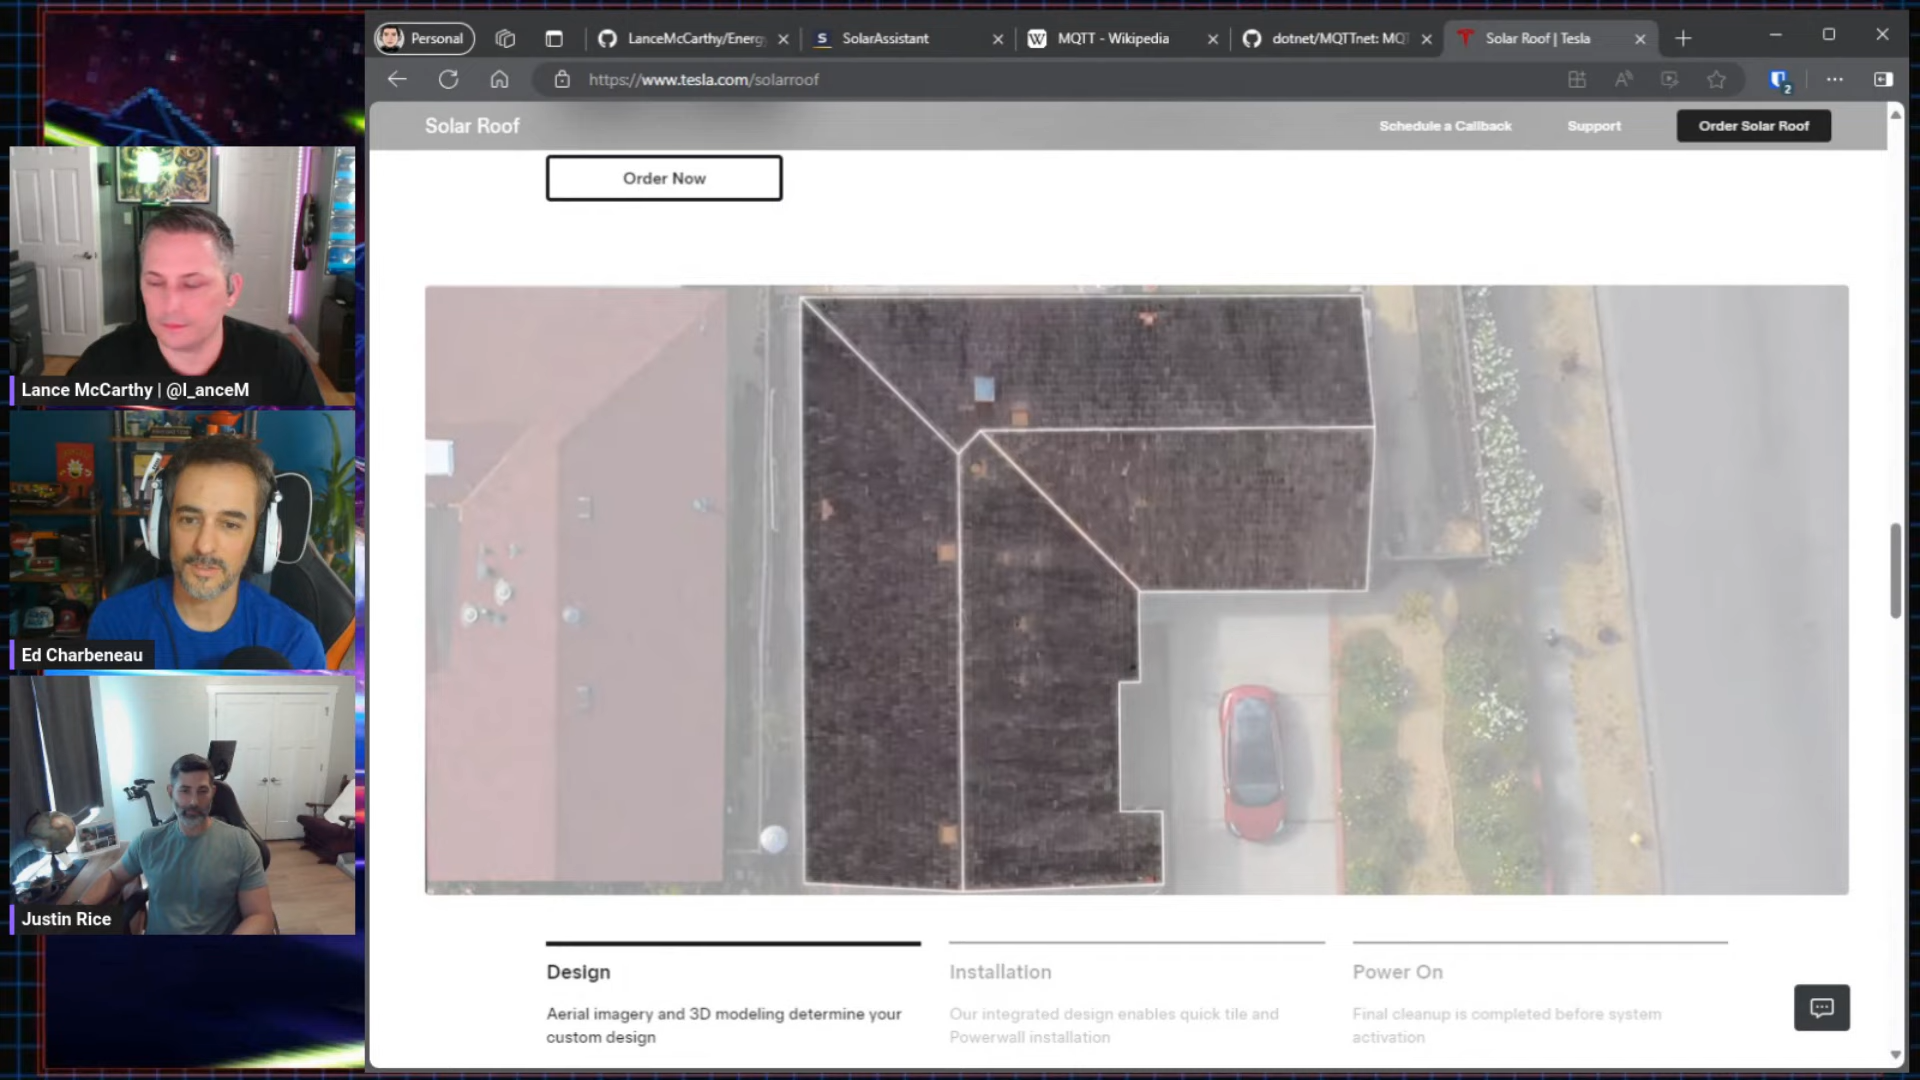 Personal
LanceMcCarthy/Energ
SolarAssistant
MQTT - Wikipedia
dotnet/MQTTnet: MQ
Solar Roof | Tesla
https://www.tesla.com/solarroof
2
Solar Roof
Schedule a Callback
Support
Order Solar Roof
Order Now
Lance McCarthy | @l_anceM
Ed Charbeneau
Justin Rice
Design
Aerial imagery and 3D modeling determine your
custom design
Installation
Our integrated design enables quick tile and
Powerwall installation
Power On
Final cleanup is completed before system
activation